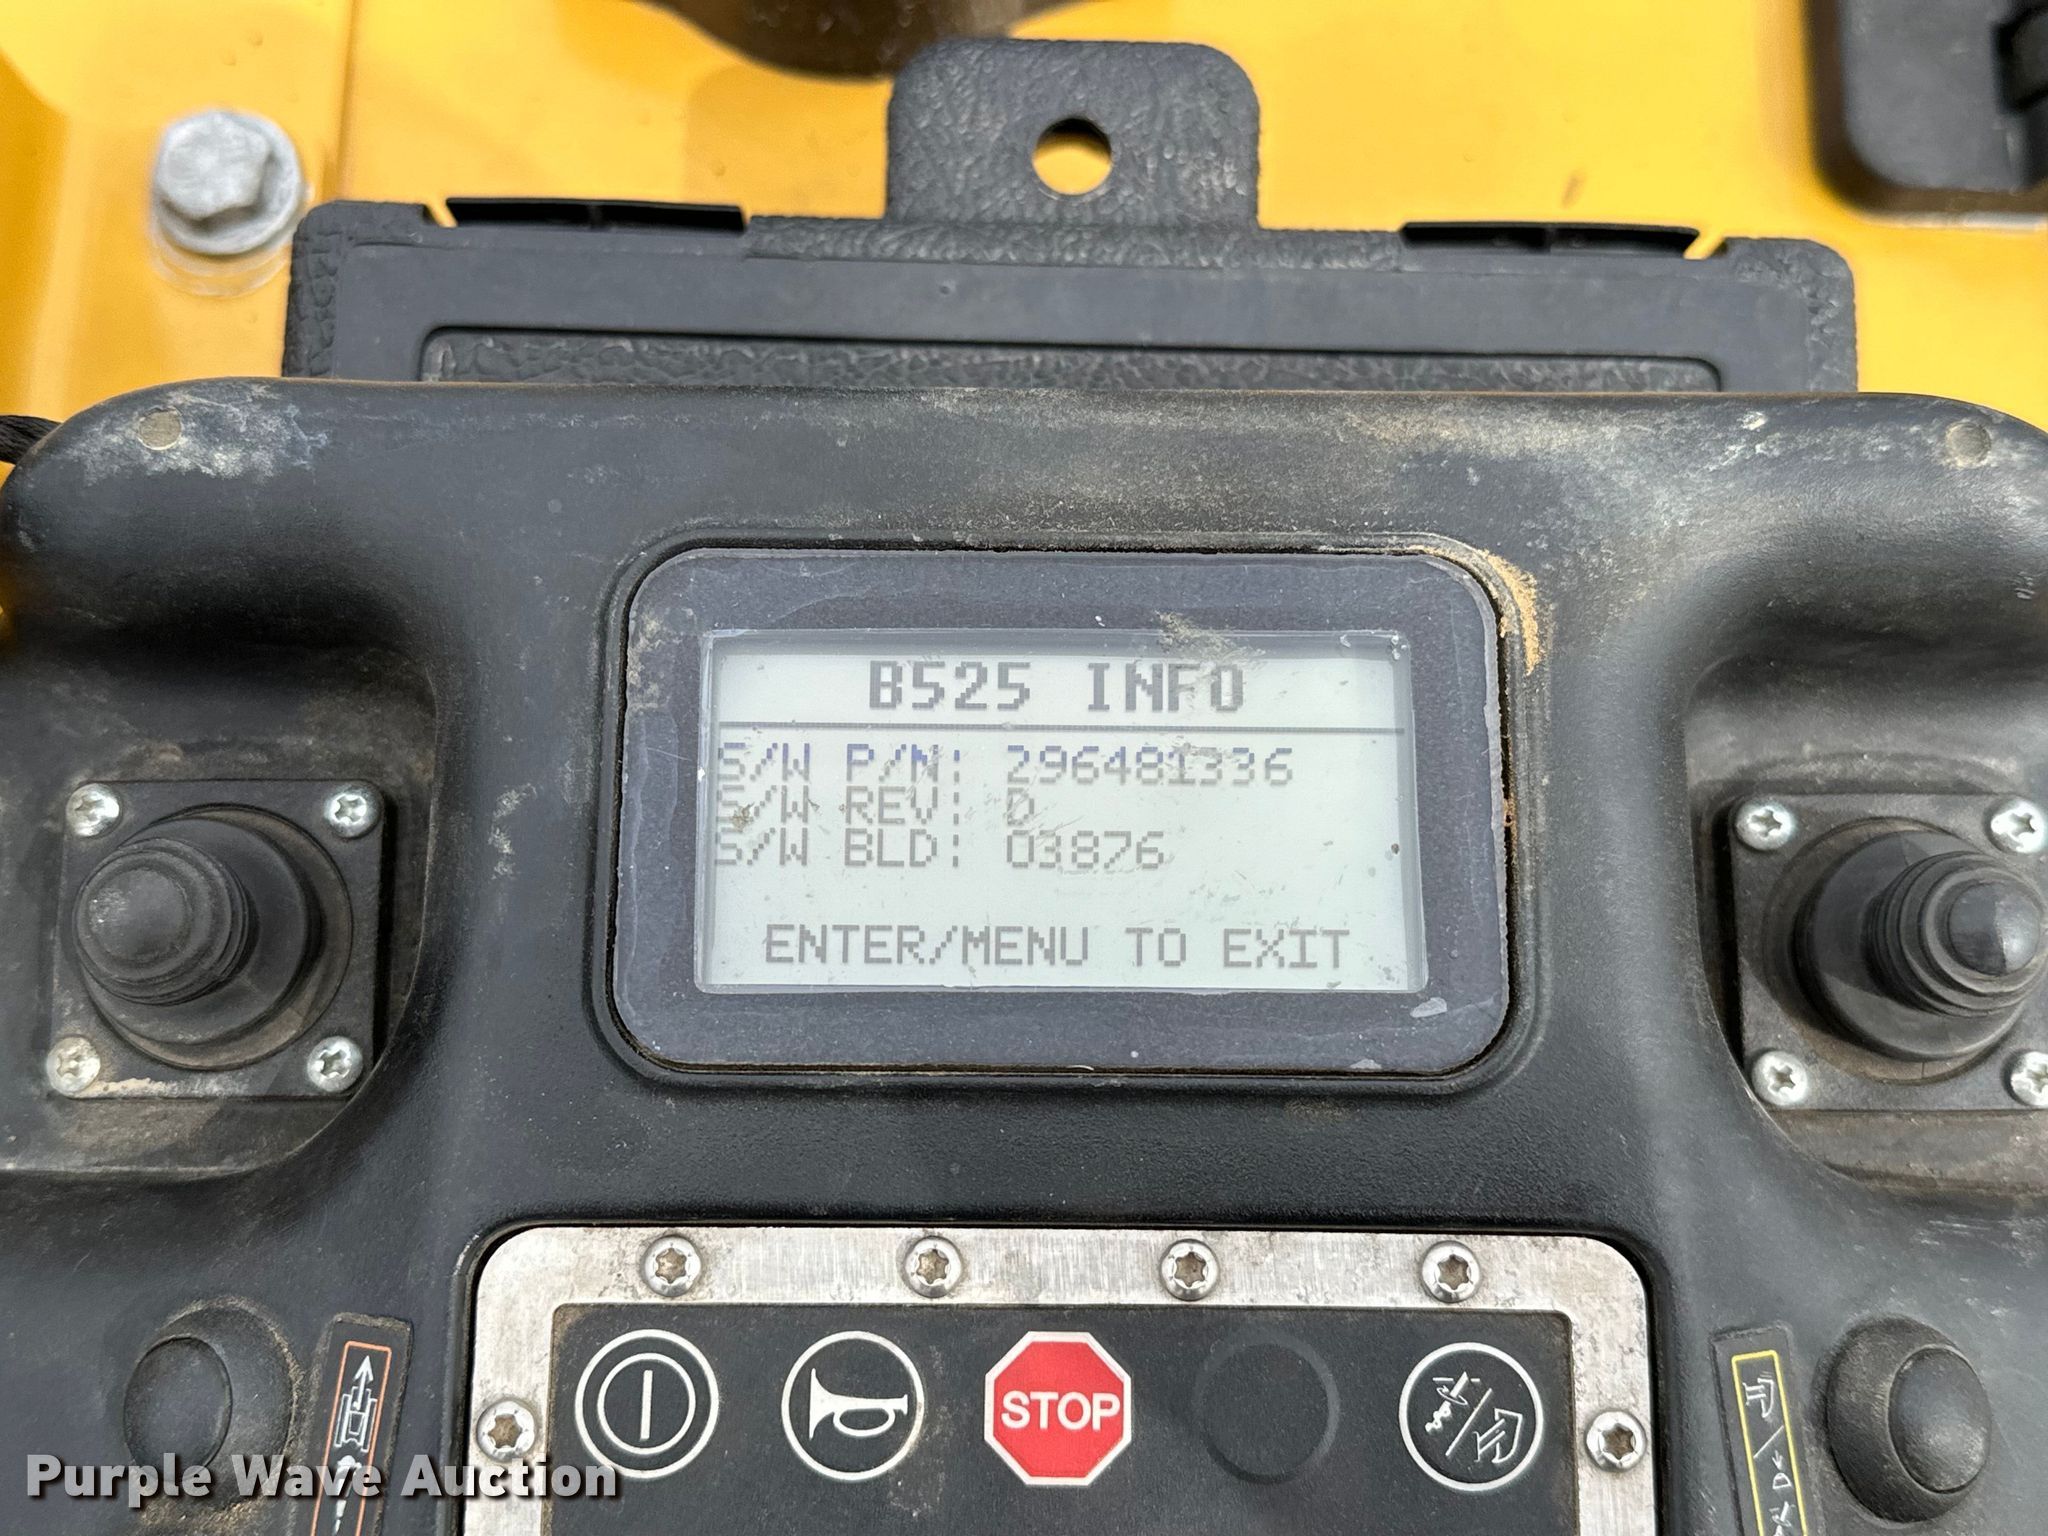 B525 INFO
S/W P/N: 296481336
S/W REV: D
S/W BLD: 03876
ENTER/MENU TO EXIT
STOP
Purple Wave Auction